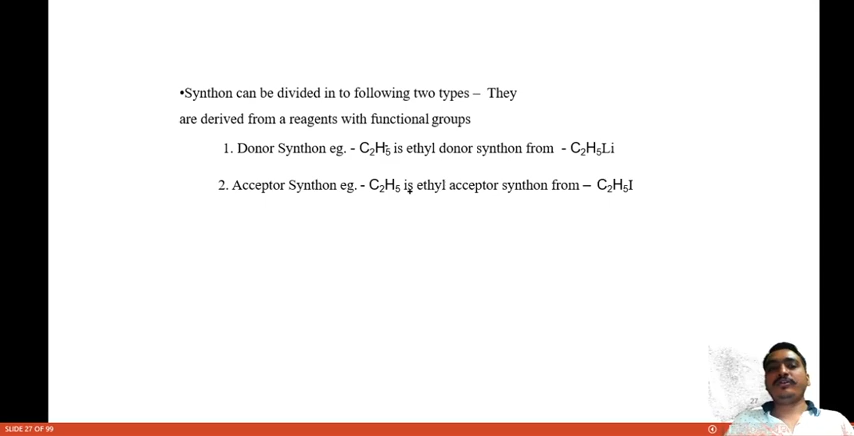 •Synthon can be divided in to following two types – They
are derived from a reagents with functional groups
1. Donor Synthon eg. - C₂H₅⁻ is ethyl donor synthon from - C₂H₅Li
2. Acceptor Synthon eg. - C₂H₅ is ethyl acceptor synthon from – C₂H₅I
27
SLIDE 27 OF 99